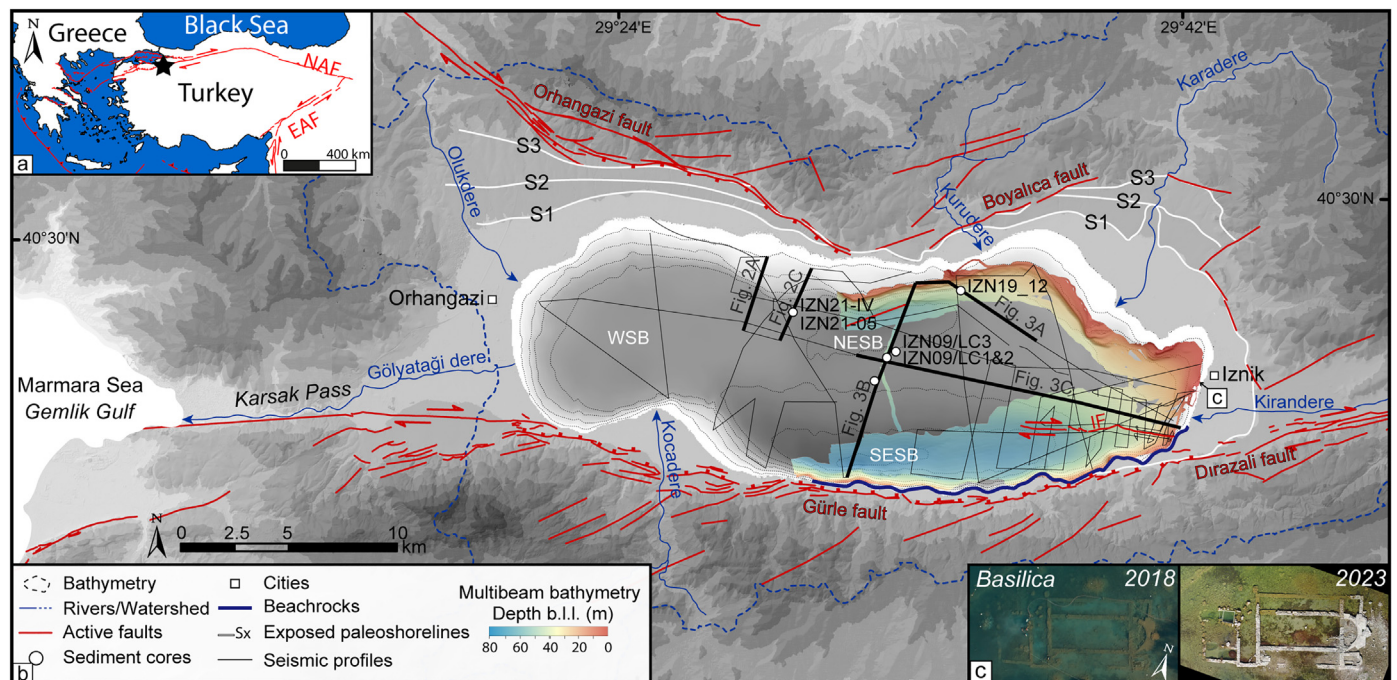 29°24'E
29°42'E
N
Greece
Black Sea
NAF
Turkey
EAF
0
400 km
a
Orhangazi fault
Karadere
Olukdere
S3
S2
S1
Kurudere
Boyalıca fault
S3
S2
S1
40°30'N
40°30'N
Orhangazi
Fig. 2A
Fig. 2C
IZN21-IV
IZN21-05
IZN19_12
Fig. 3A
WSB
NESB
IZN09/LC3
IZN09/LC1&2
Iznik
c
Marmara Sea
Gemlik Gulf
Karsak Pass
Gölyataği dere
Fig. 3B
Fig. 3C
Kirandere
IF
Kocadere
SESB
Dırazali fault
Gürle fault
N
0 2.5 5 10
km
Bathymetry
Rivers/Watershed
Active faults
Sediment cores
Cities
Beachrocks
Sx
Exposed paleoshorelines
Seismic profiles
Multibeam bathymetry
Depth b.l.l. (m)
80 60 40 20 0
b
Basilica
2018
2023
N
c